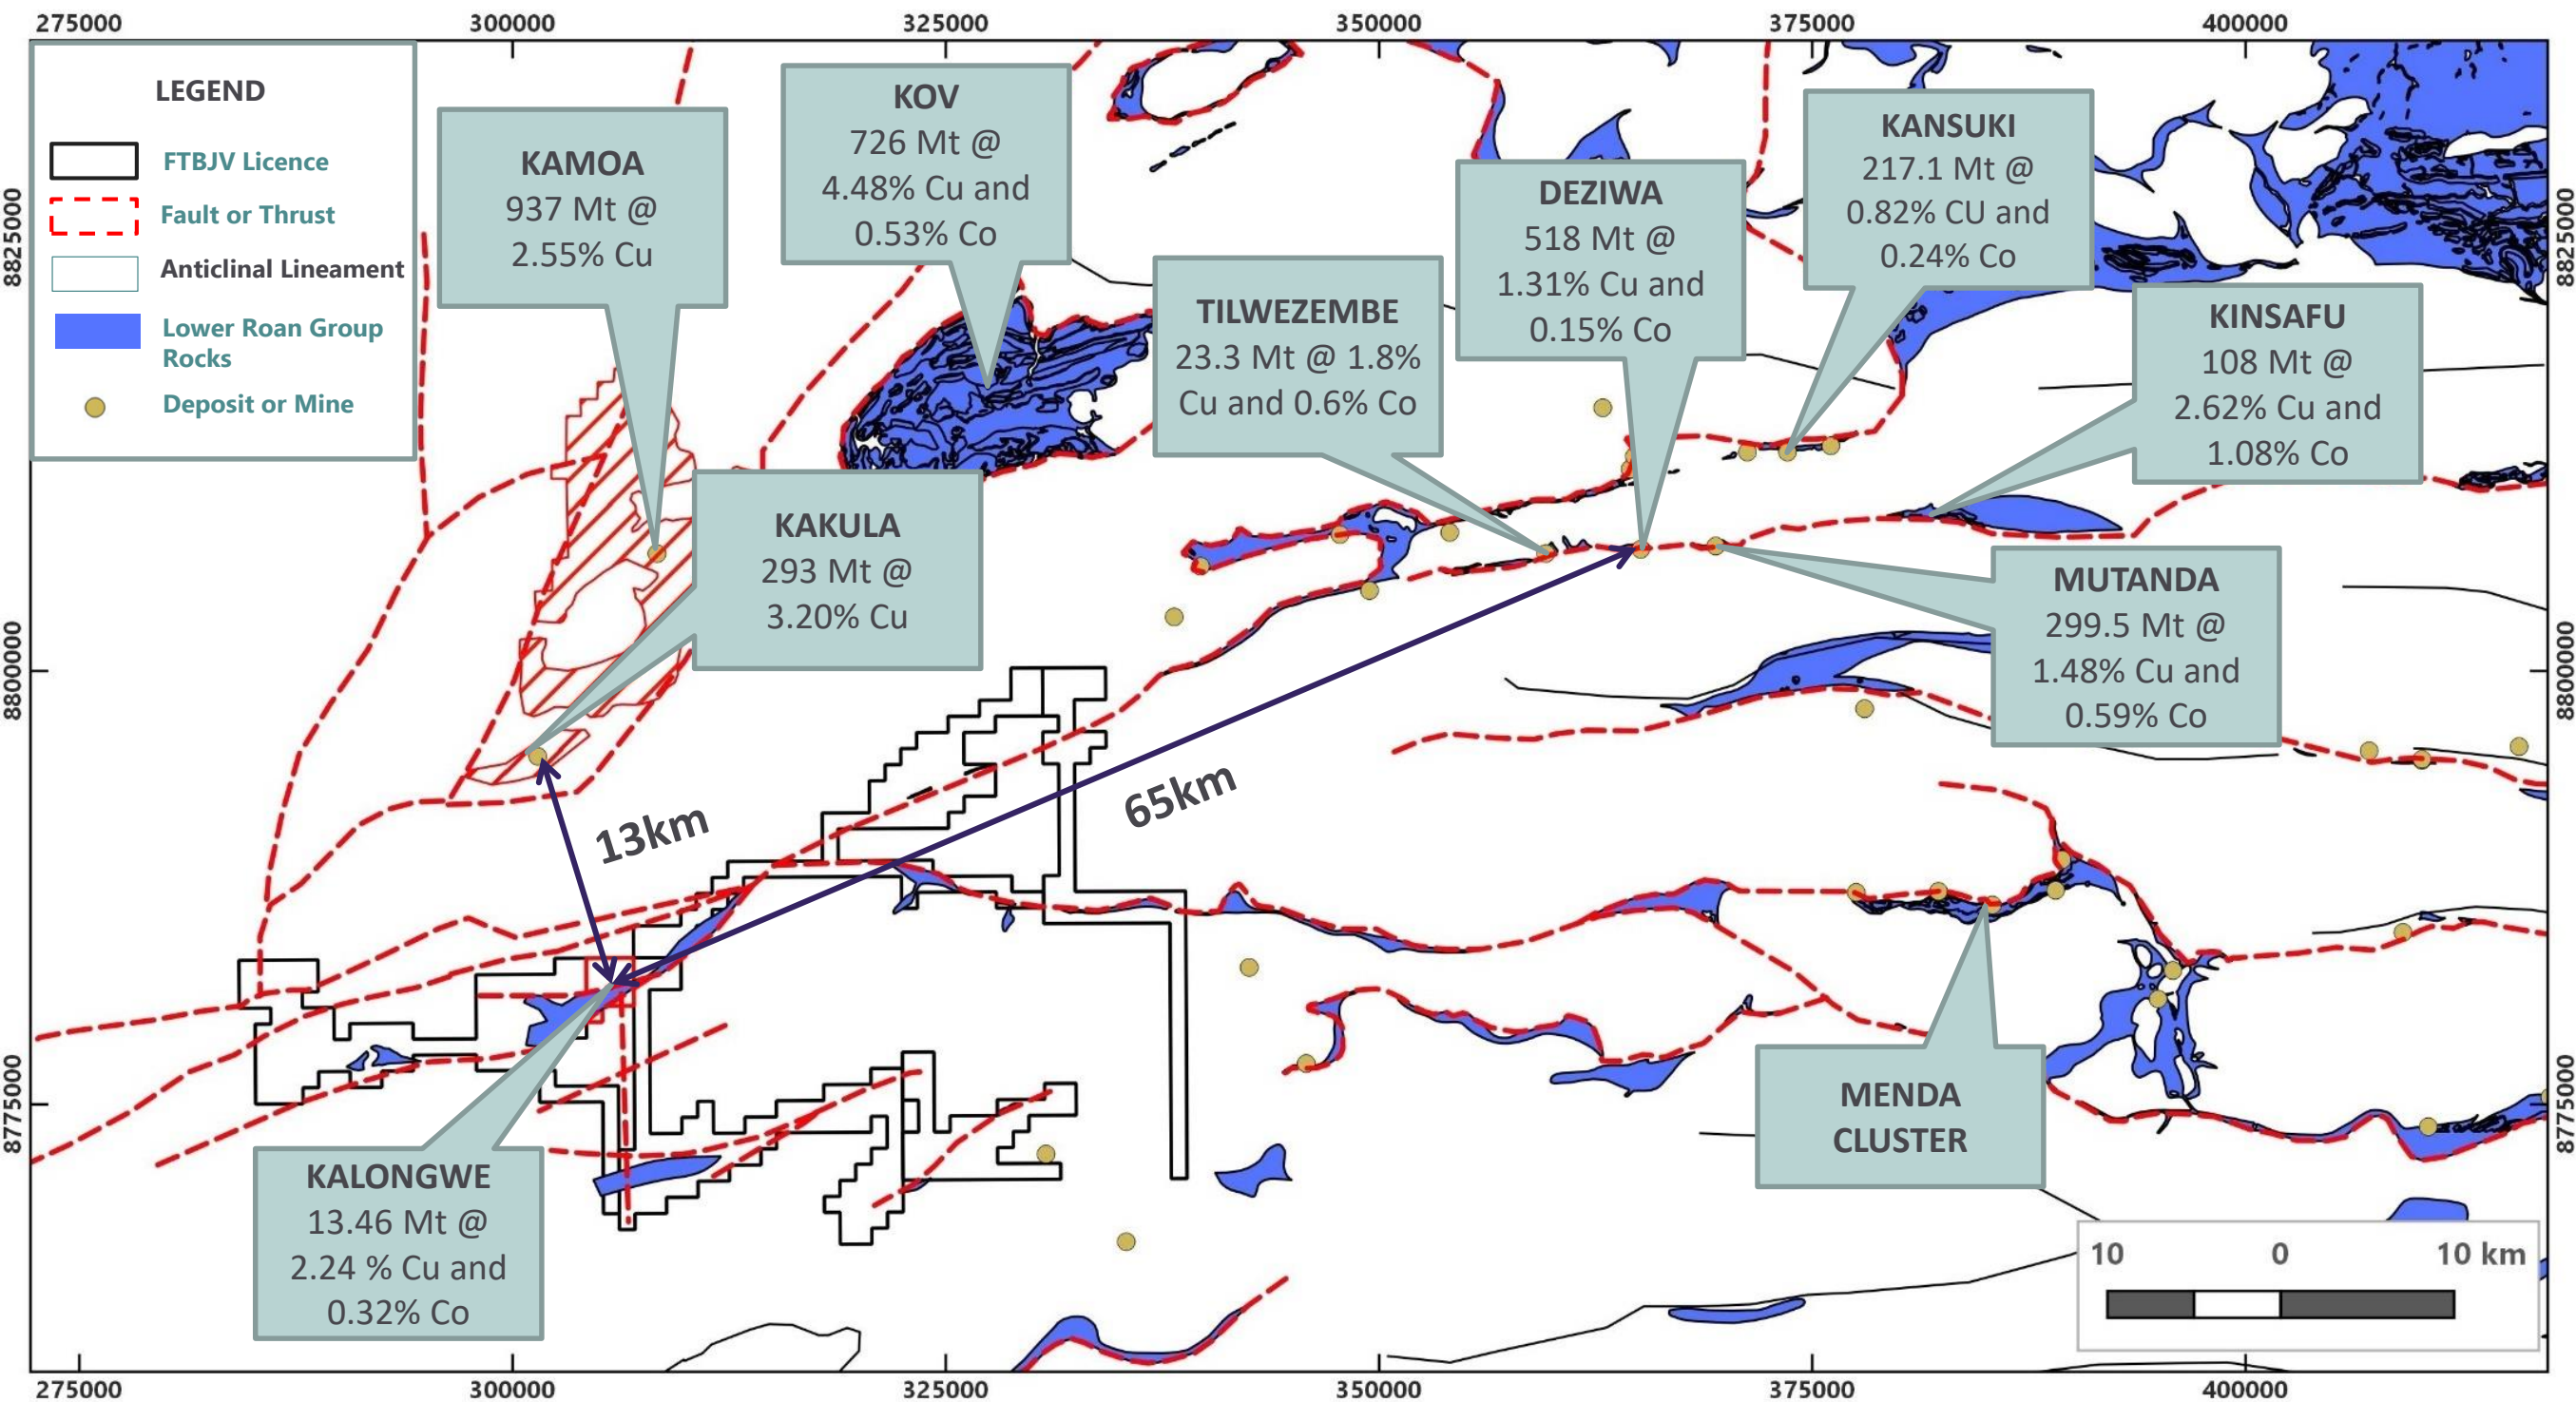 275000
300000
325000
350000
375000
400000
LEGEND
FTBJV Licence
Fault or Thrust
Anticlinal Lineament
Lower Roan Group
Rocks
Deposit or Mine
KAMOA
937 Mt @
2.55% Cu
KOV
726 Mt @
4.48% Cu and
0.53% Co
TILWEZEMBE
23.3 Mt @ 1.8%
Cu and 0.6% Co
DEZIWA
518 Mt @
1.31% Cu and
0.15% Co
KANSUKI
217.1 Mt @
0.82% CU and
0.24% Co
KINSAFU
108 Mt @
2.62% Cu and
1.08% Co
KAKULA
293 Mt @
3.20% Cu
MUTANDA
299.5 Mt @
1.48% Cu and
0.59% Co
13km
65km
MENDA
CLUSTER
KALONGWE
13.46 Mt @
2.24 % Cu and
0.32% Co
10
0
10 km
8825000
8800000
8775000
8825000
8800000
8775000
275000
300000
325000
350000
375000
400000